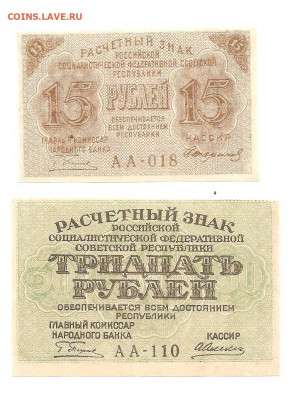 COINS.LAVE.RU
РАСЧЕТНЫЙ ЗНАК
РОССИЙСКОЙ
СОЦИАЛИСТИЧЕСКОЙ ФЕДЕРАТИВНОЙ СОВЕТСКОЙ
РЕСПУБЛИКИ
15 РУБЛЕЙ 15
ОБЕСПЕЧИВАЕТСЯ
ВСЕМ ДОСТОЯНИЕМ
РЕСПУБЛИКИ
ГЛАВНЫЙ КОМИССАР
НАРОДНОГО БАНКА
КАССИР
АА-018
РАСЧЕТНЫЙ ЗНАК
РОССИЙСКОЙ
СОЦИАЛИСТИЧЕСКОЙ ФЕДЕРАТИВНОЙ
СОВЕТСКОЙ РЕСПУБЛИКИ
ТРИДЦАТЬ
РУБЛЕЙ
ОБЕСПЕЧИВАЕТСЯ ВСЕМ ДОСТОЯНИЕМ
РЕСПУБЛИКИ
ГЛАВНЫЙ КОМИССАР
НАРОДНОГО БАНКА
КАССИР
АА-110